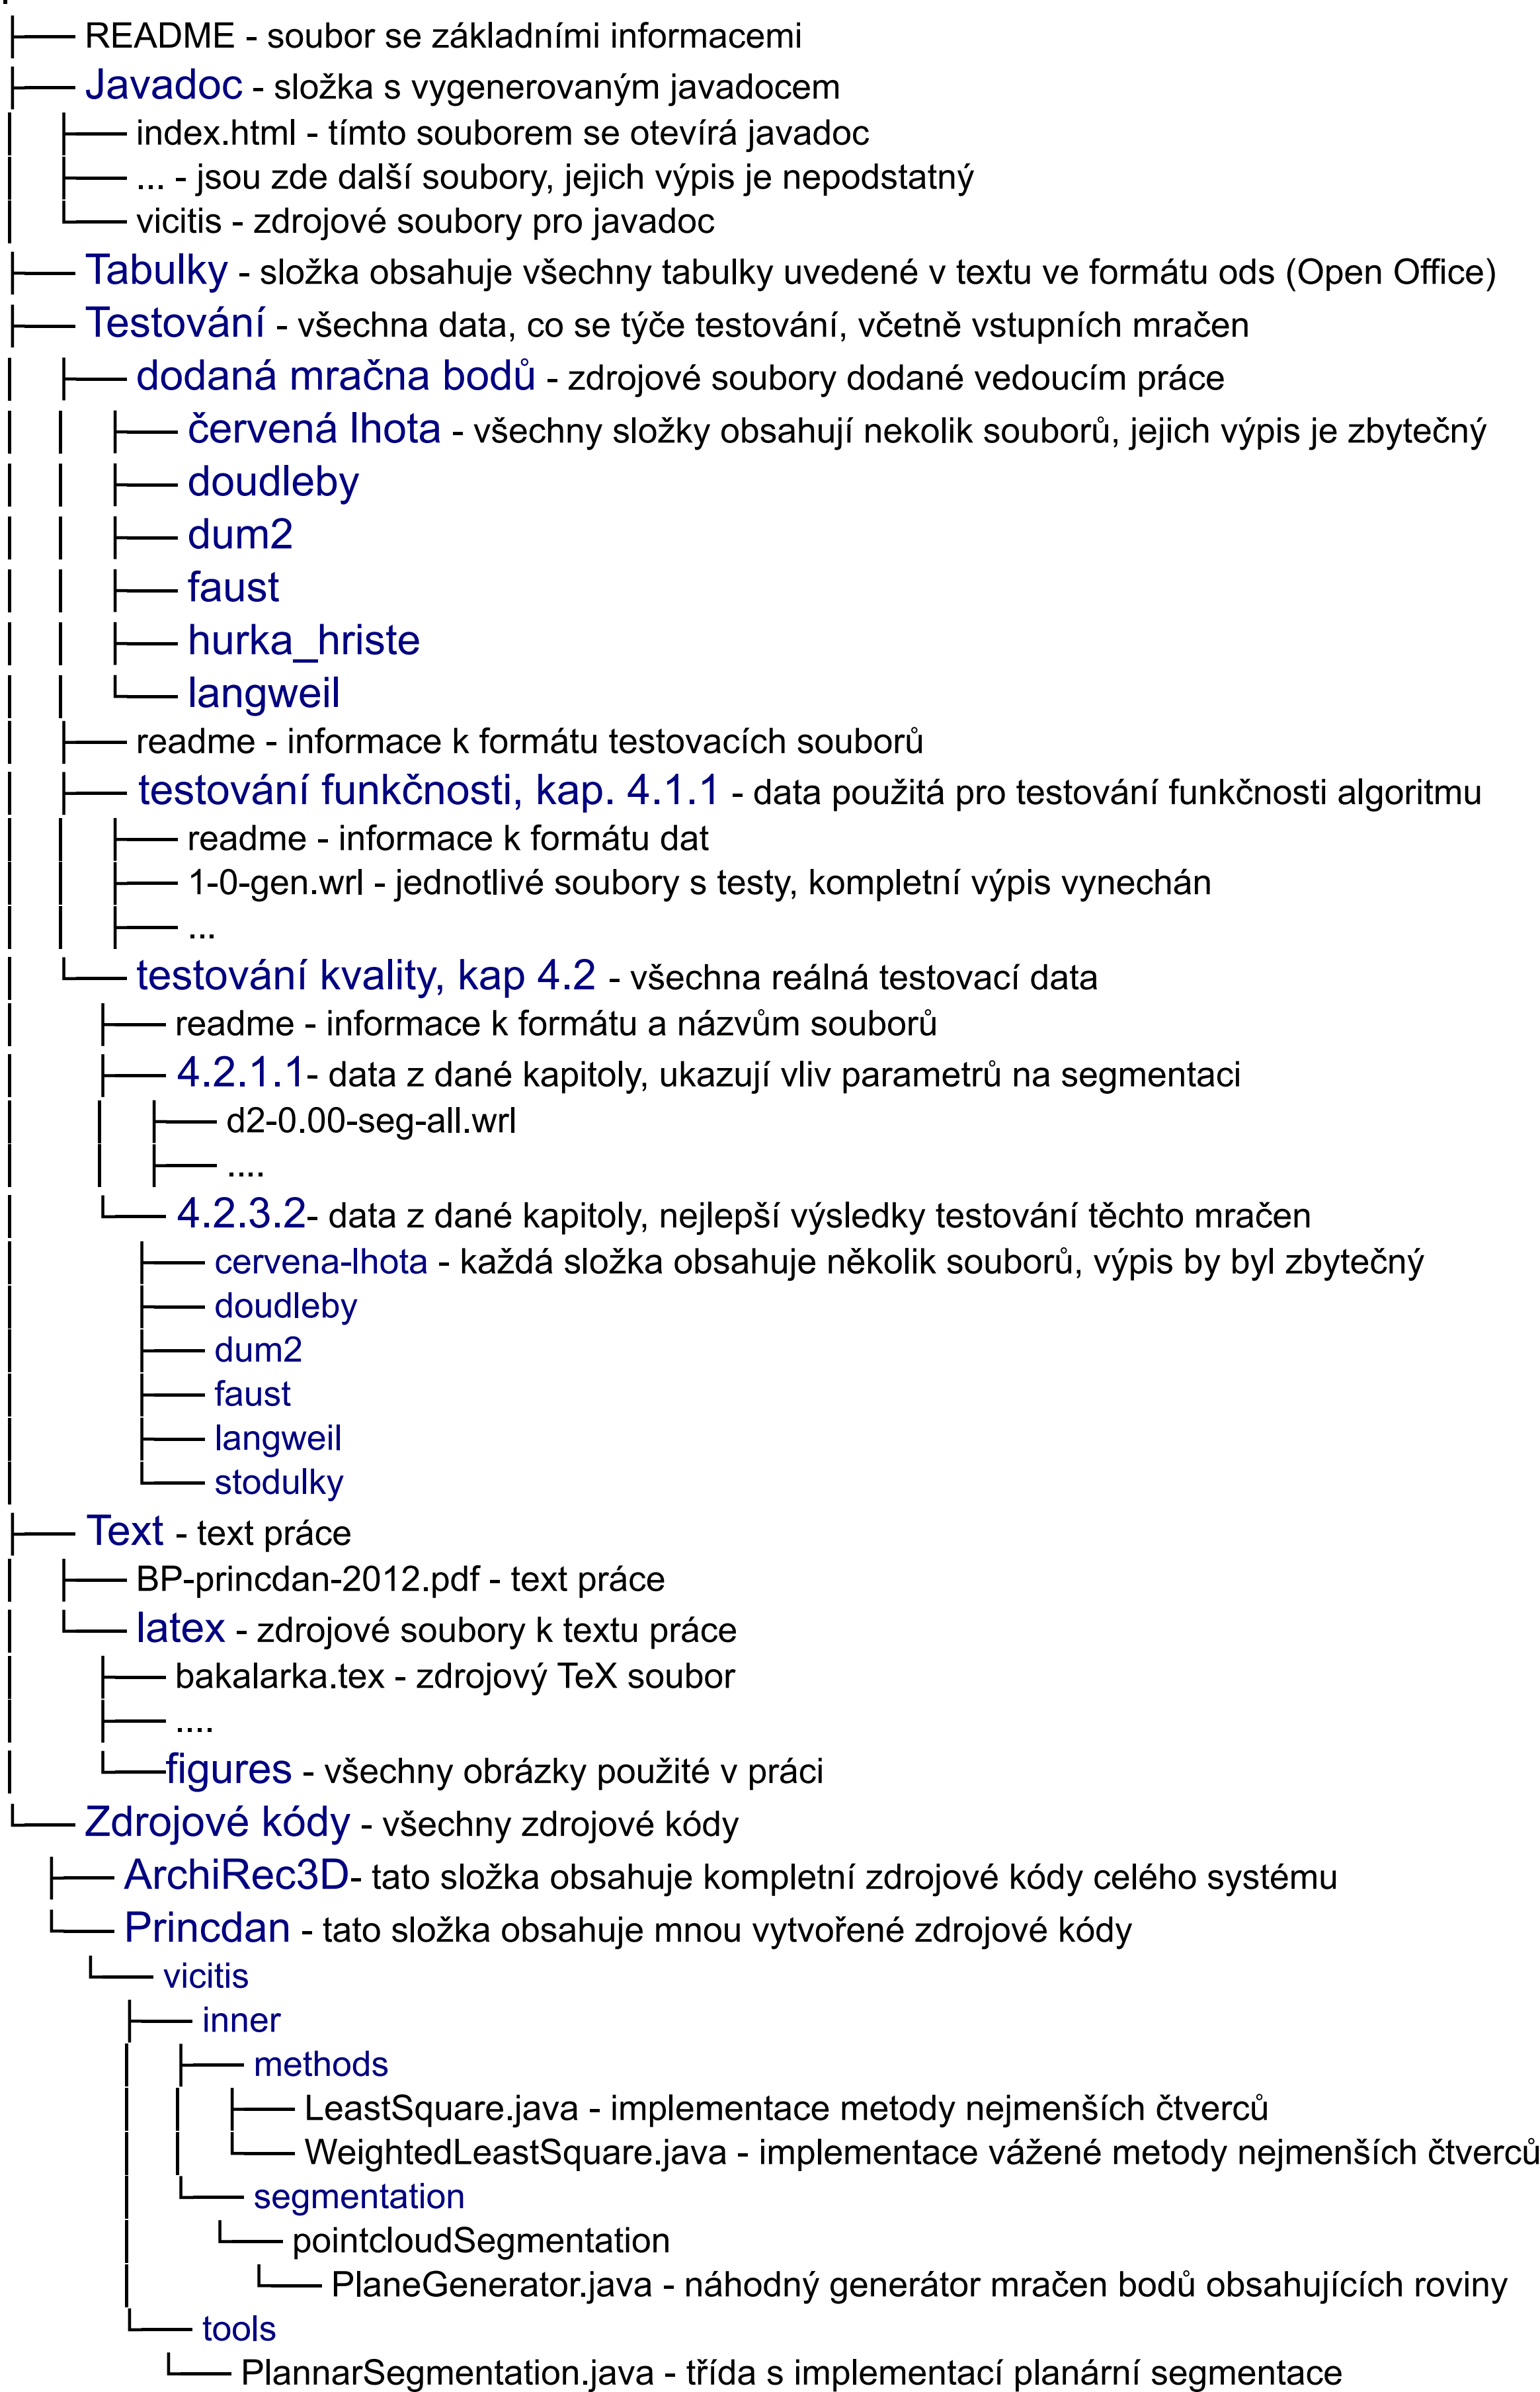 README - soubor se základními informacemi
Javadoc - složka s vygenerovaným javadocem
index.html - tímto souborem se otevírá javadoc
... - jsou zde další soubory, jejich výpis je nepodstatný
vicitis - zdrojové soubory pro javadoc
Tabulky - složka obsahuje všechny tabulky uvedené v textu ve formátu ods (Open Office)
Testování - všechna data, co se týče testování, včetně vstupních mračen
dodaná mračna bodů - zdrojové soubory dodané vedoucím práce
červená lhota - všechny složky obsahují nekolik souborů, jejich výpis je zbytečný
doudleby
dum2
faust
hurka_hriste
langweil
readme - informace k formátu testovacích souborů
testování funkčnosti, kap. 4.1.1 - data použitá pro testování funkčnosti algoritmu
readme - informace k formátu dat
1-0-gen.wrl - jednotlivé soubory s testy, kompletní výpis vynechán
...
testování kvality, kap 4.2 - všechna reálná testovací data
readme - informace k formátu a názvům souborů
4.2.1.1- data z dané kapitoly, ukazují vliv parametrů na segmentaci
d2-0.00-seg-all.wrl
....
4.2.3.2- data z dané kapitoly, nejlepší výsledky testování těchto mračen
cervena-lhota - každá složka obsahuje několik souborů, výpis by byl zbytečný
doudleby
dum2
faust
langweil
stodulky
Text - text práce
BP-princdan-2012.pdf - text práce
latex - zdrojové soubory k textu práce
bakalarka.tex - zdrojový TeX soubor
....
figures - všechny obrázky použité v práci
Zdrojové kódy - všechny zdrojové kódy
ArchiRec3D- tato složka obsahuje kompletní zdrojové kódy celého systému
Princdan - tato složka obsahuje mnou vytvořené zdrojové kódy
vicitis
inner
methods
LeastSquare.java - implementace metody nejmenších čtverců
WeightedLeastSquare.java - implementace vážené metody nejmenších čtverců
segmentation
pointcloudSegmentation
PlaneGenerator.java - náhodný generátor mračen bodů obsahujících roviny
tools
PlannarSegmentation.java - třída s implementací planární segmentace